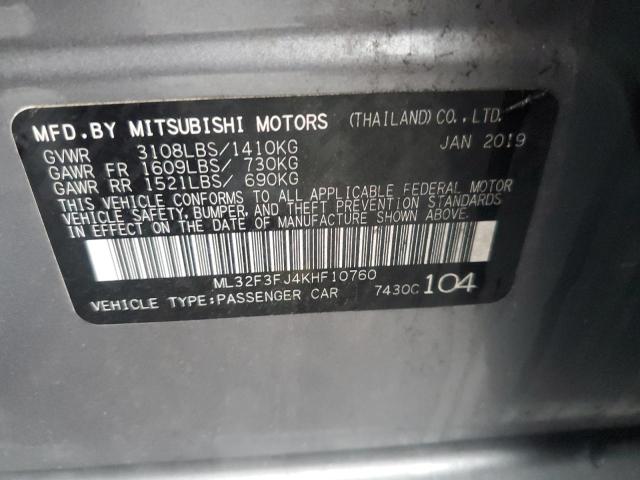 MFD.BY MITSUBISHI MOTORS (THAILAND)CO.,LTD.
GVWR 3108LBS/1410KG JAN 2019
GAWR FR 1609LBS/ 730KG
GAWR RR 1521LBS/ 690KG
THIS VEHICLE CONFORMS TO ALL APPLICABLE FEDERAL MOTOR
VEHICLE SAFETY, BUMPER, AND THEFT PREVENTION STANDARDS
IN EFFECT ON THE DATE OF MANUFACTURE SHOWN ABOVE.
ML32F3FJ4KHF10760
VEHICLE TYPE:PASSENGER CAR 7430C 104